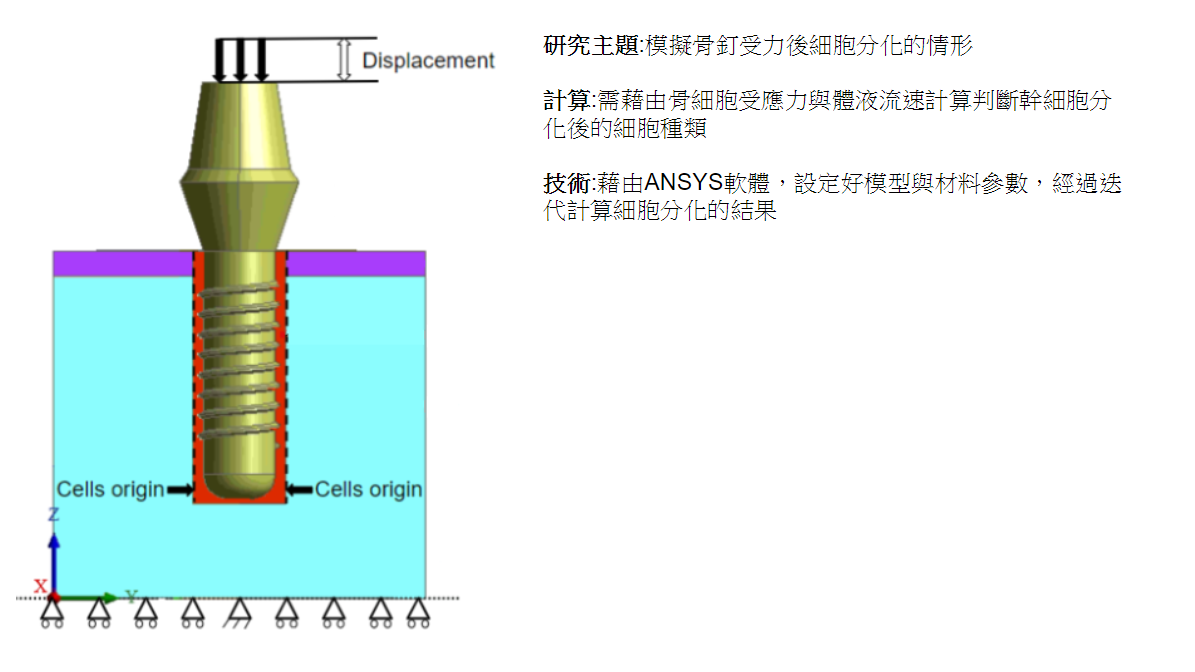 Displacement
Cells origin
Cells origin
Z
X
Y
研究主題:模擬骨釘受力後細胞分化的情形
計算:需藉由骨細胞受應力與體液流速計算判斷幹細胞分
化後的細胞種類
技術:藉由ANSYS軟體，設定好模型與材料參數，經過迭
代計算細胞分化的結果